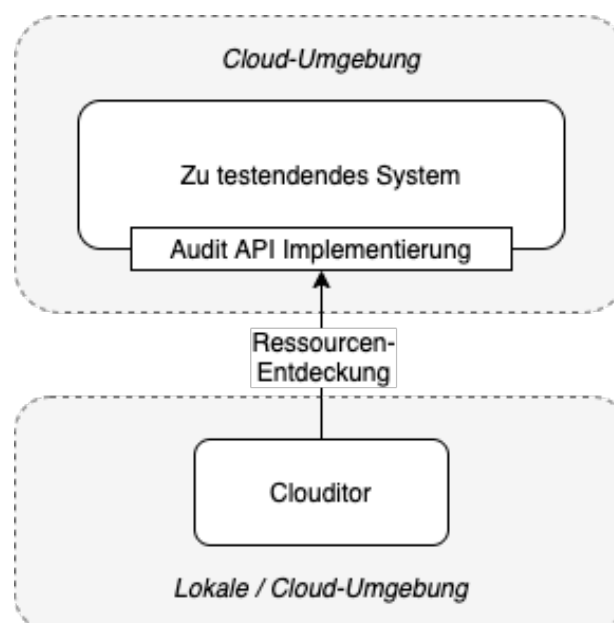 Cloud-Umgebung
Zu testendendes System
Audit API Implementierung
Ressourcen-
Entdeckung
Clouditor
Lokale / Cloud-Umgebung